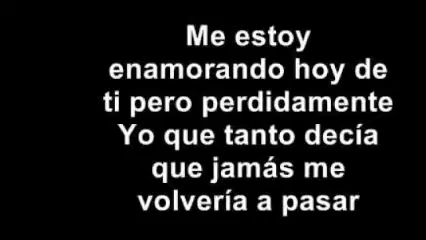 Me estoy
enamorando hoy de
ti pero perdidamente
Yo que tanto decía
que jamás me
volvería a pasar